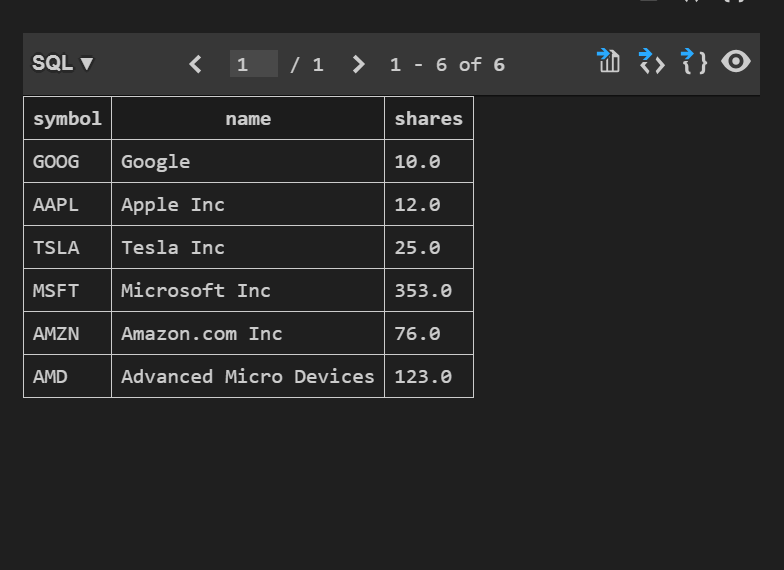 SQL ▼ 1 / 1 1 - 6 of 6
symbol name shares
GOOG Google 10.0
AAPL Apple Inc 12.0
TSLA Tesla Inc 25.0
MSFT Microsoft Inc 353.0
AMZN Amazon.com Inc 76.0
AMD Advanced Micro Devices 123.0